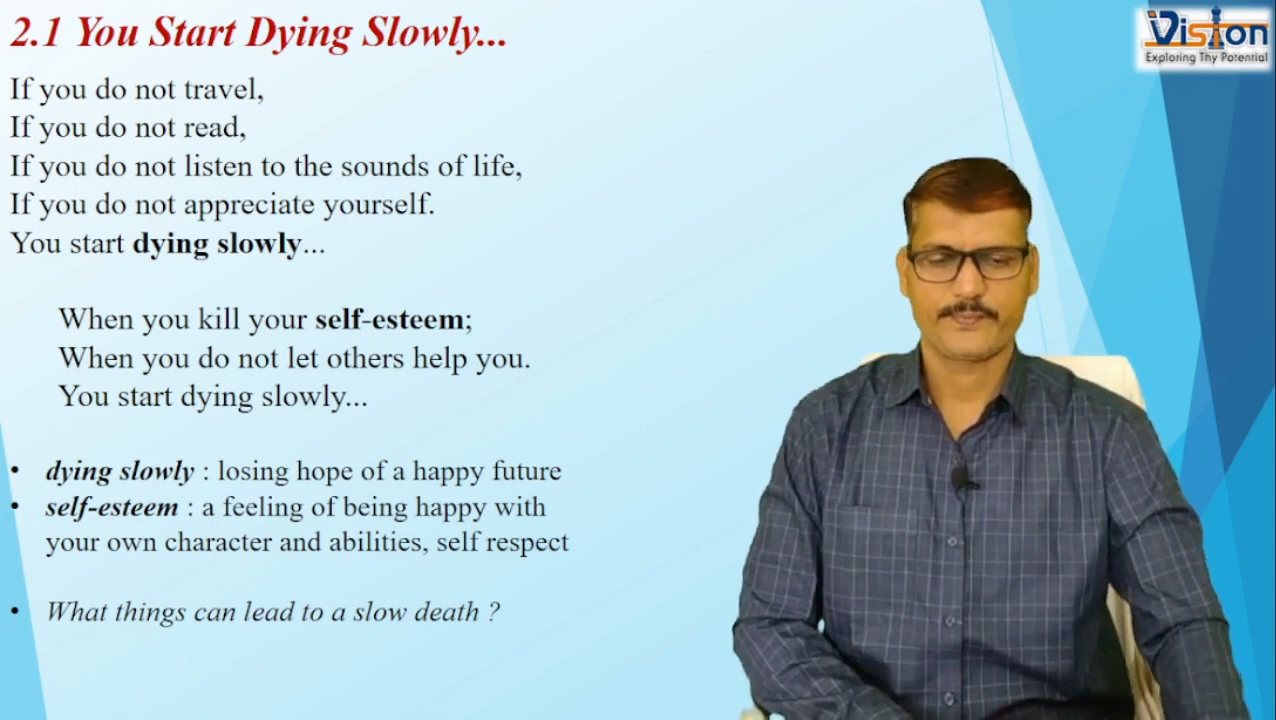 2.1 You Start Dying Slowly...
Vision
Exploring Thy Potential
If you do not travel,
If you do not read,
If you do not listen to the sounds of life,
If you do not appreciate yourself.
You start dying slowly...
When you kill your self-esteem;
When you do not let others help you.
You start dying slowly...
• dying slowly : losing hope of a happy future
• self-esteem : a feeling of being happy with
your own character and abilities, self respect
• What things can lead to a slow death ?